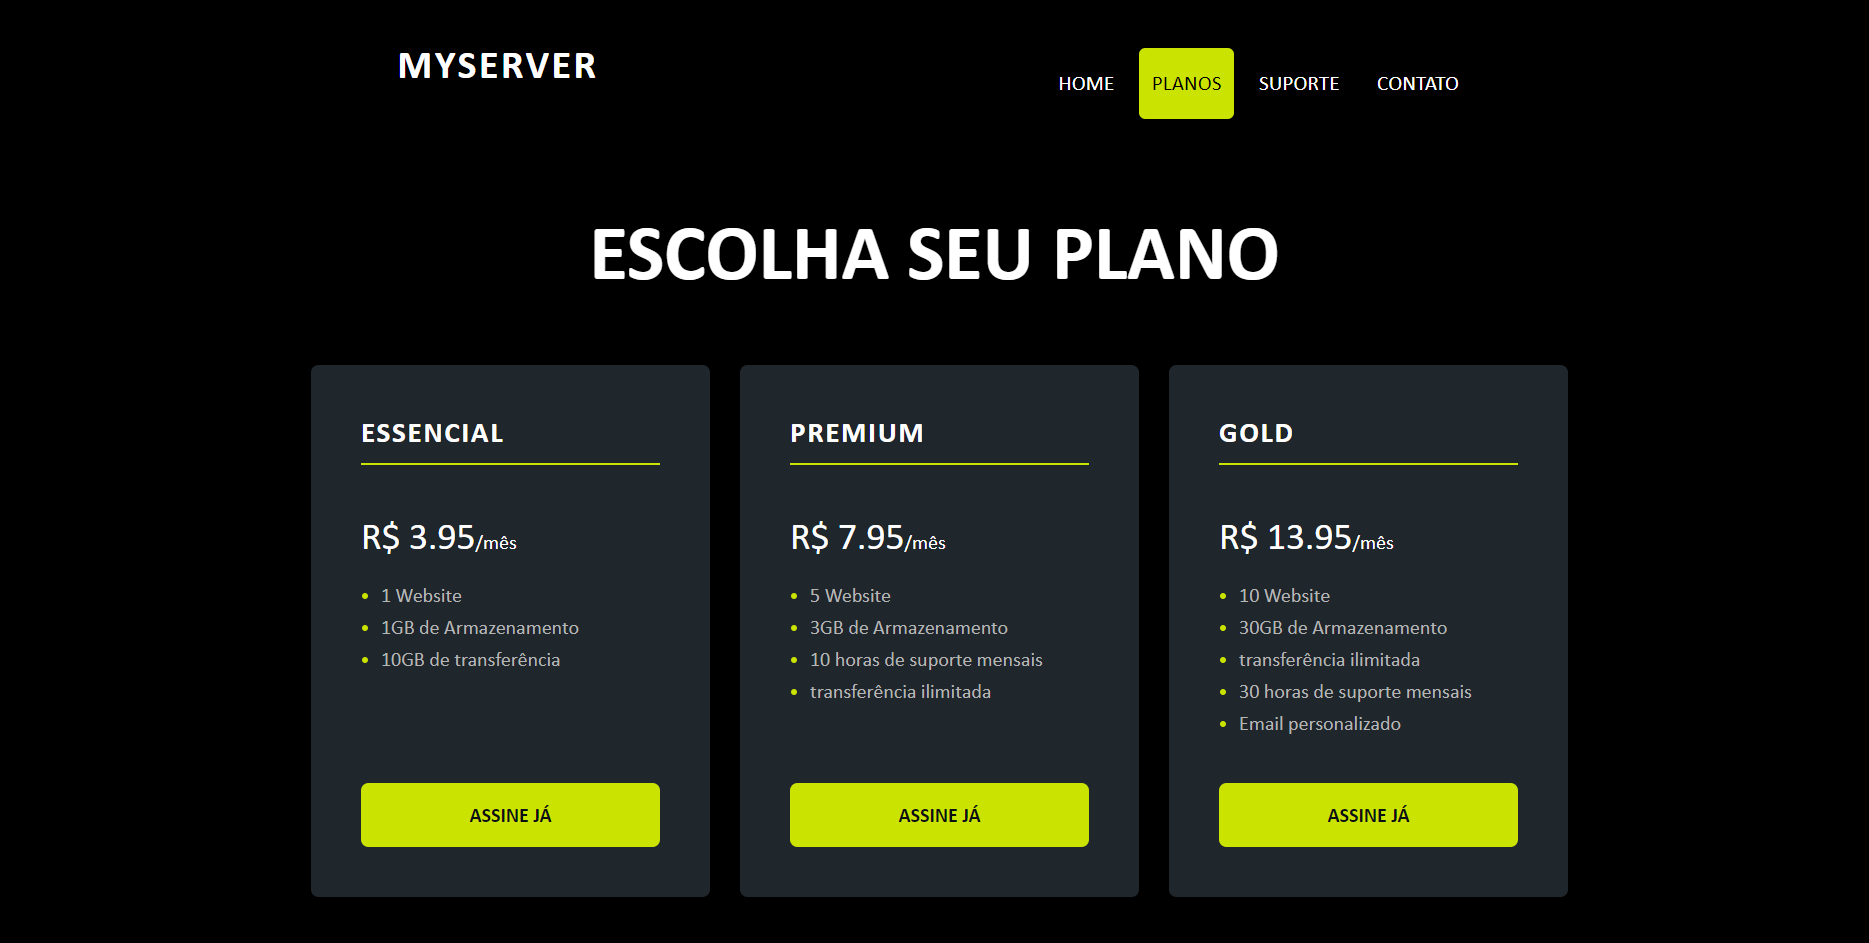 MYSERVER
HOME PLANOS SUPORTE CONTATO
ESCOLHA SEU PLANO
ESSENCIAL
R$ 3.95/mês
1 Website
1GB de Armazenamento
10GB de transferência
ASSINE JÁ
PREMIUM
R$ 7.95/mês
5 Website
3GB de Armazenamento
10 horas de suporte mensais
transferência ilimitada
ASSINE JÁ
GOLD
R$ 13.95/mês
10 Website
30GB de Armazenamento
transferência ilimitada
30 horas de suporte mensais
Email personalizado
ASSINE JÁ